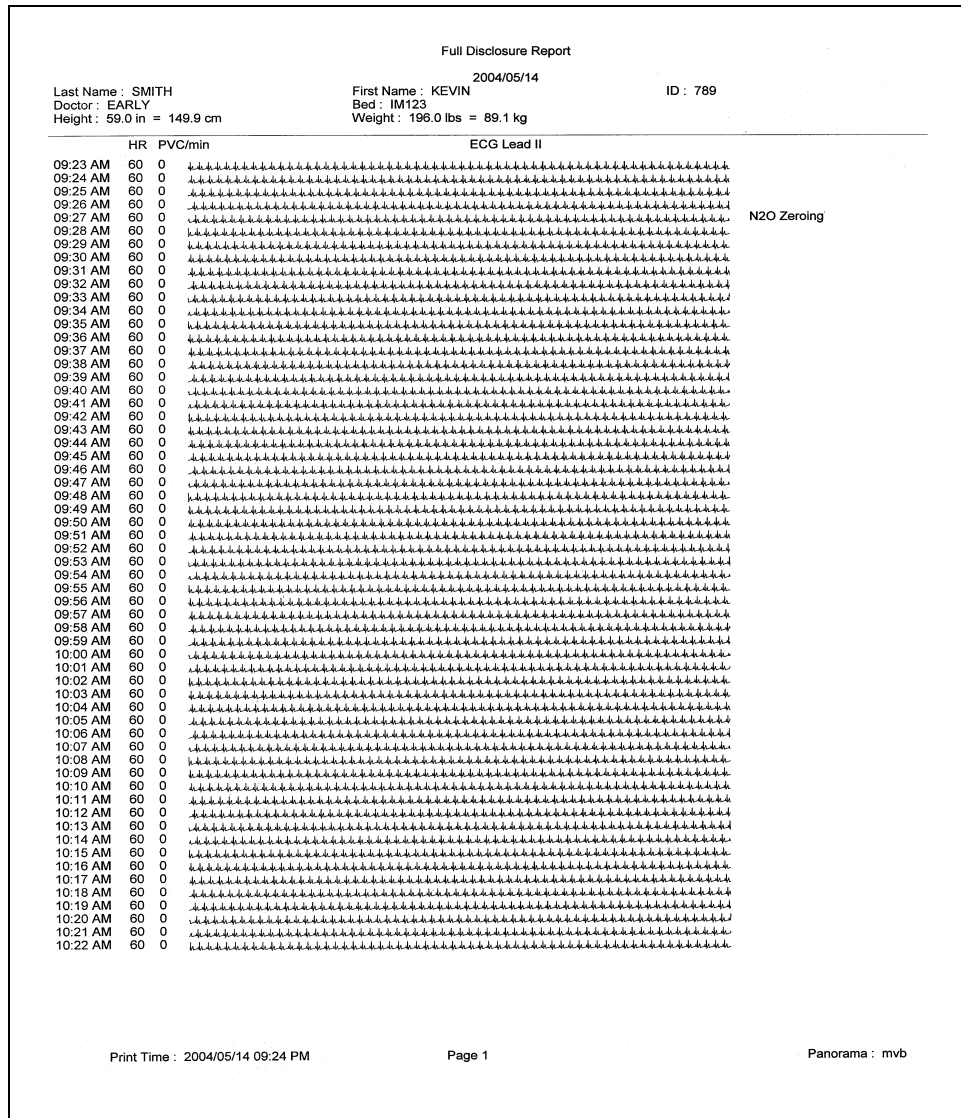 Full Disclosure Report
2004/05/14
Last Name : SMITH First Name : KEVIN ID : 789
Doctor : EARLY Bed : IM123
Height : 59.0 in = 149.9 cm Weight : 196.0 lbs = 89.1 kg
HR PVC/min ECG Lead II
09:23 AM 60 0
09:24 AM 60 0
09:25 AM 60 0
09:26 AM 60 0
09:27 AM 60 0 N2O Zeroing
09:28 AM 60 0
09:29 AM 60 0
09:30 AM 60 0
09:31 AM 60 0
09:32 AM 60 0
09:33 AM 60 0
09:34 AM 60 0
09:35 AM 60 0
09:36 AM 60 0
09:37 AM 60 0
09:38 AM 60 0
09:39 AM 60 0
09:40 AM 60 0
09:41 AM 60 0
09:42 AM 60 0
09:43 AM 60 0
09:44 AM 60 0
09:45 AM 60 0
09:46 AM 60 0
09:47 AM 60 0
09:48 AM 60 0
09:49 AM 60 0
09:50 AM 60 0
09:51 AM 60 0
09:52 AM 60 0
09:53 AM 60 0
09:54 AM 60 0
09:55 AM 60 0
09:56 AM 60 0
09:57 AM 60 0
09:58 AM 60 0
09:59 AM 60 0
10:00 AM 60 0
10:01 AM 60 0
10:02 AM 60 0
10:03 AM 60 0
10:04 AM 60 0
10:05 AM 60 0
10:06 AM 60 0
10:07 AM 60 0
10:08 AM 60 0
10:09 AM 60 0
10:10 AM 60 0
10:11 AM 60 0
10:12 AM 60 0
10:13 AM 60 0
10:14 AM 60 0
10:15 AM 60 0
10:16 AM 60 0
10:17 AM 60 0
10:18 AM 60 0
10:19 AM 60 0
10:20 AM 60 0
10:21 AM 60 0
10:22 AM 60 0
Print Time : 2004/05/14 09:24 PM Page 1 Panorama : mvb